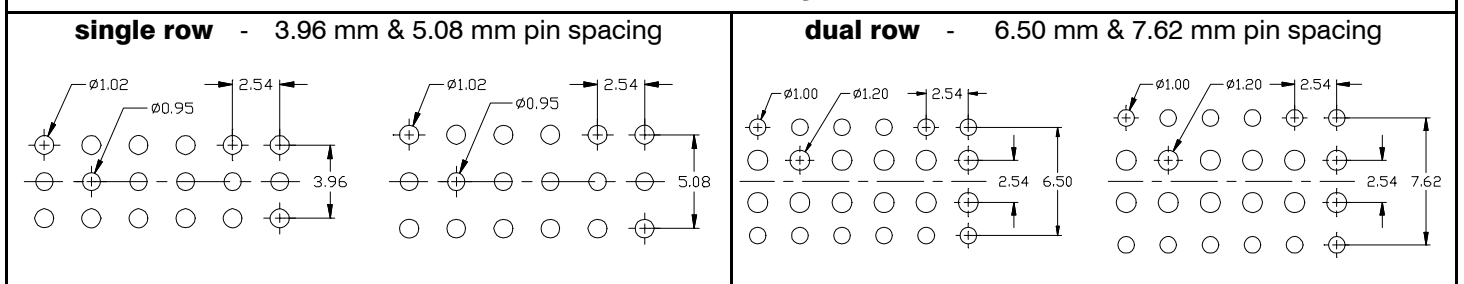 single row - 3.96 mm & 5.08 mm pin spacing
dual row - 6.50 mm & 7.62 mm pin spacing
ø1.02
2.54
ø0.95
3.96
ø1.02
2.54
ø0.95
5.08
ø1.00
ø1.20
2.54
2.54
6.50
ø1.00
ø1.20
2.54
2.54
7.62